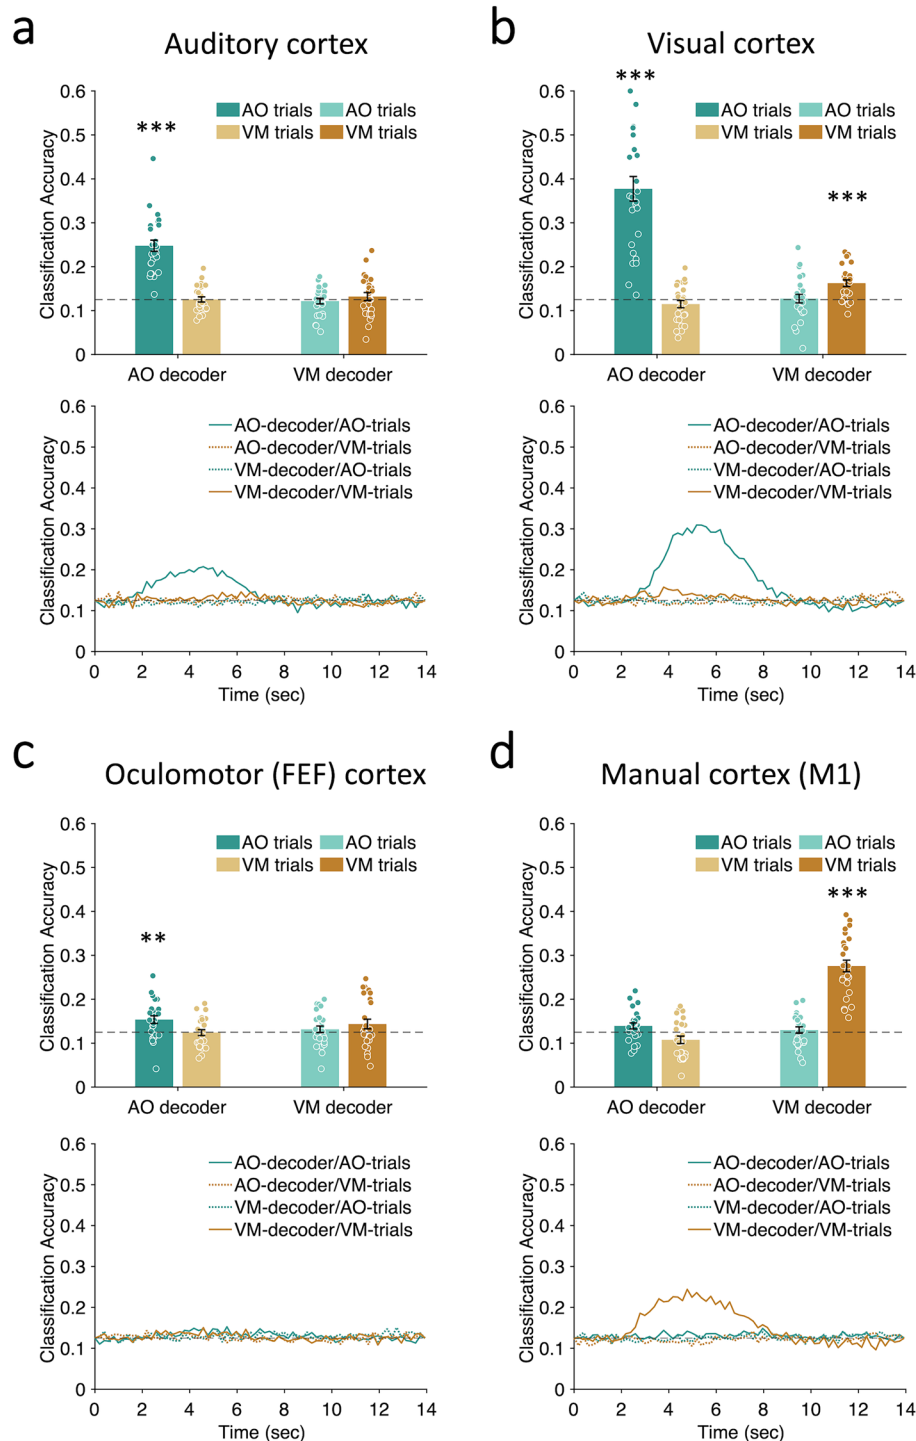 a
Auditory cortex
0.6
0.5
0.4
0.3
0.2
0.1
0
Classification Accuracy
AO trials AO trials
VM trials VM trials
***
AO decoder VM decoder
0.6
0.5
0.4
0.3
0.2
0.1
0
Classification Accuracy
AO-decoder/AO-trials
AO-decoder/VM-trials
VM-decoder/AO-trials
VM-decoder/VM-trials
0 2 4 6 8 10 12 14
Time (sec)
b
Visual cortex
0.6
0.5
0.4
0.3
0.2
0.1
0
Classification Accuracy
***
AO trials AO trials
VM trials VM trials
***
AO decoder VM decoder
0.6
0.5
0.4
0.3
0.2
0.1
0
Classification Accuracy
AO-decoder/AO-trials
AO-decoder/VM-trials
VM-decoder/AO-trials
VM-decoder/VM-trials
0 2 4 6 8 10 12 14
Time (sec)
c
Oculomotor (FEF) cortex
0.6
0.5
0.4
0.3
0.2
0.1
0
Classification Accuracy
AO trials AO trials
VM trials VM trials
**
AO decoder VM decoder
0.6
0.5
0.4
0.3
0.2
0.1
0
Classification Accuracy
AO-decoder/AO-trials
AO-decoder/VM-trials
VM-decoder/AO-trials
VM-decoder/VM-trials
0 2 4 6 8 10 12 14
Time (sec)
d
Manual cortex (M1)
0.6
0.5
0.4
0.3
0.2
0.1
0
Classification Accuracy
AO trials AO trials
VM trials VM trials
***
AO decoder VM decoder
0.6
0.5
0.4
0.3
0.2
0.1
0
Classification Accuracy
AO-decoder/AO-trials
AO-decoder/VM-trials
VM-decoder/AO-trials
VM-decoder/VM-trials
0 2 4 6 8 10 12 14
Time (sec)